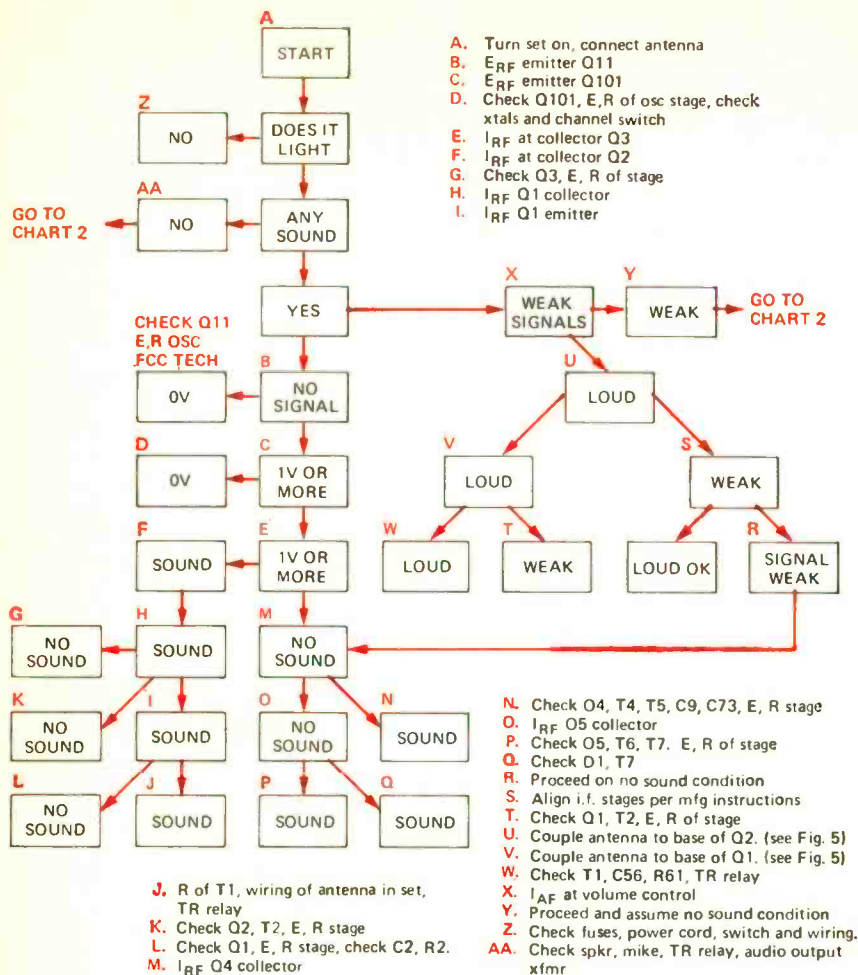 A
START
A. Turn set on, connect antenna
B. ERF emitter Q11
C. ERF emitter Q101
D. Check Q101, E,R of osc stage, check
xtals and channel switch
E. IRF at collector Q3
F. IRF at collector Q2
G. Check Q3, E, R of stage
H. IRF Q1 collector
I. IRF Q1 emitter
Z
NO
DOES IT
LIGHT
AA
GO TO
CHART 2
NO
ANY
SOUND
YES
X
WEAK
SIGNALS
Y
WEAK
GO TO
CHART 2
CHECK Q11
E,R OSC
FCC TECH
0V
B
NO
SIGNAL
U
LOUD
D
0V
C
1V OR
MORE
V
LOUD
S
WEAK
F
SOUND
E
1V OR
MORE
W
LOUD
T
WEAK
LOUD OK
R
SIGNAL
WEAK
G
NO
SOUND
H
SOUND
M
NO
SOUND
K
NO
SOUND
I
SOUND
O
NO
SOUND
N
SOUND
L
NO
SOUND
J
SOUND
P
SOUND
Q
SOUND
J. R of T1, wiring of antenna in set,
TR relay
K. Check Q2, T2, E, R stage
L. Check Q1, E, R stage, check C2, R2.
M. IRF Q4 collector
N. Check O4, T4, T5, C9, C73, E, R stage
O. IRF O5 collector
P. Check O5, T6, T7. E, R of stage
Q. Check D1, T7
R. Proceed on no sound condition
S. Align i.f. stages per mfg instructions
T. Check Q1, T2, E, R of stage
U. Couple antenna to base of Q2. (see Fig. 5)
V. Couple antenna to base of Q1. (see Fig. 5)
W. Check T1, C56, R61, TR relay
X. IAF at volume control
Y. Proceed and assume no sound condition
Z. Check fuses, power cord, switch and wiring.
AA. Check spkr, mike, TR relay, audio output
xfmr